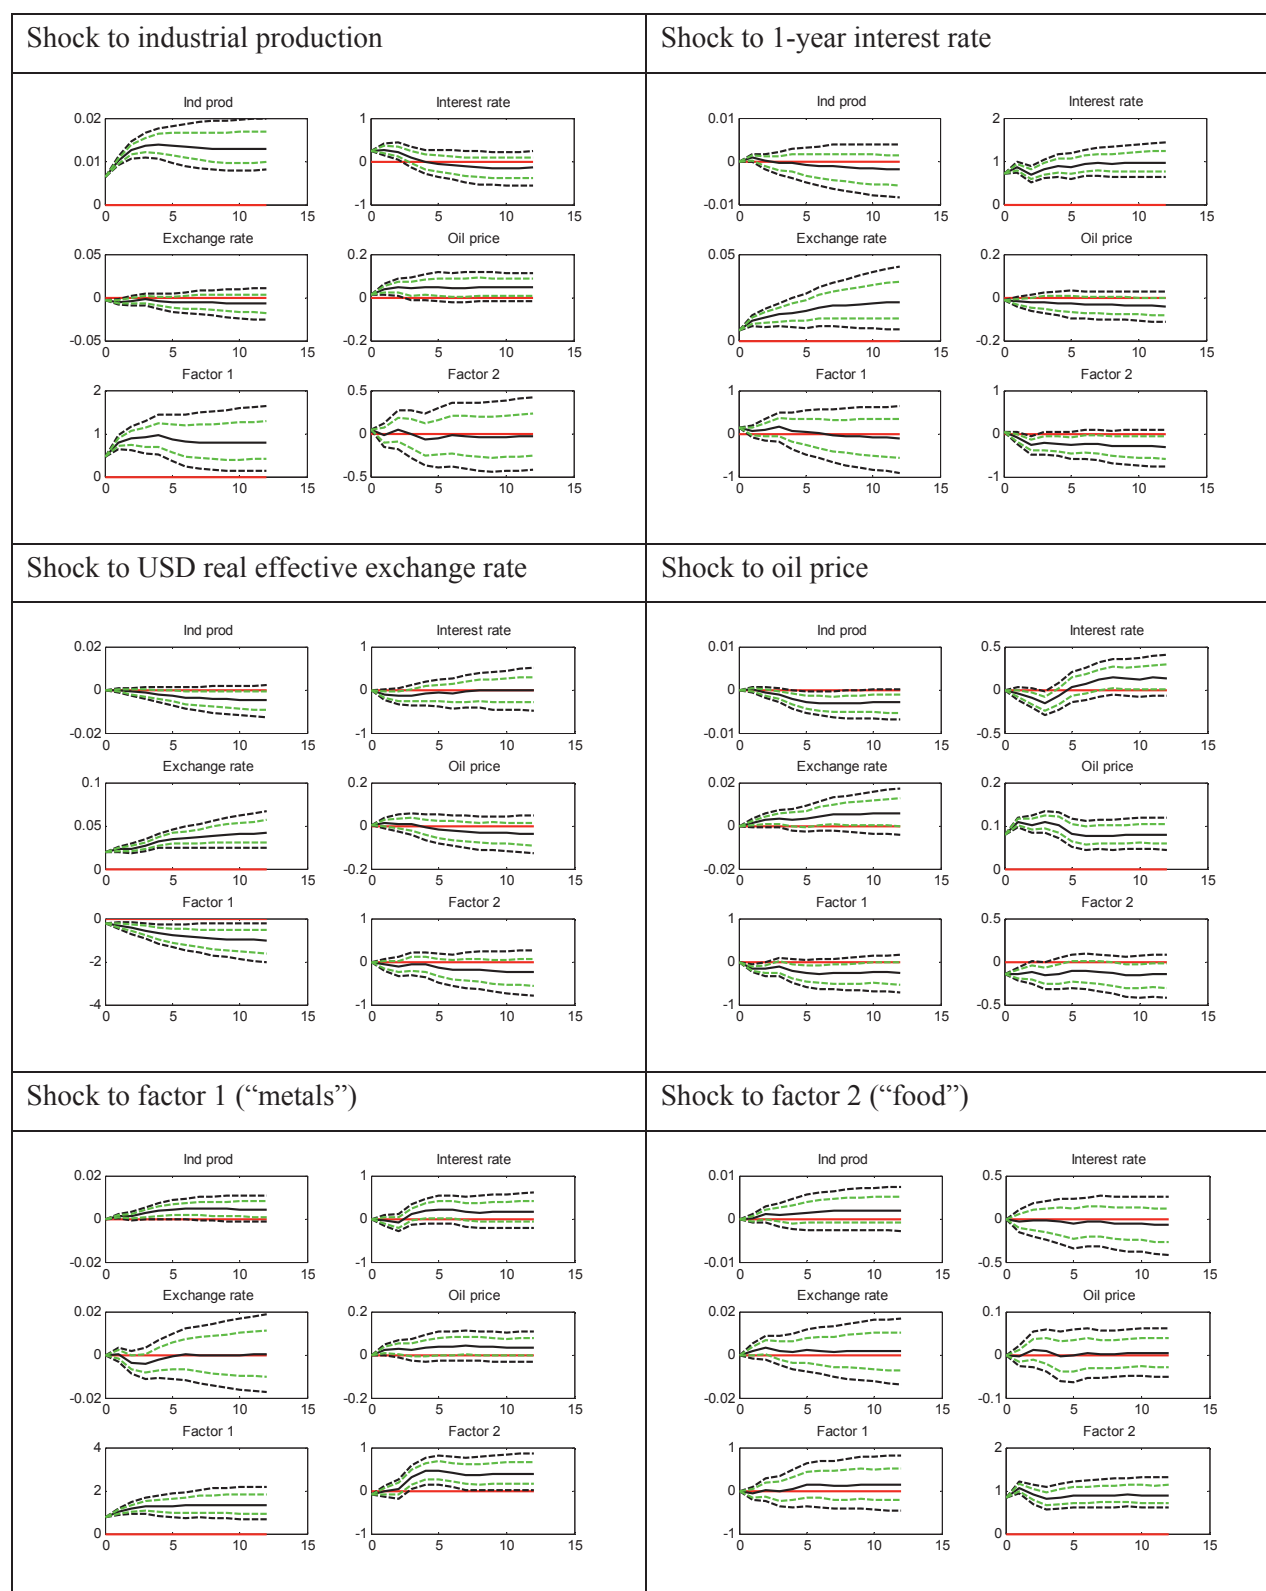 Shock to industrial production
Shock to 1-year interest rate
Ind prod
0.02
0.01
0
0 5 10 15
Interest rate
1
0
-1
0 5 10 15
Exchange rate
0.05
0
-0.05
0 5 10 15
Oil price
0.2
0
-0.2
0 5 10 15
Factor 1
2
1
0
0 5 10 15
Factor 2
0.5
0
-0.5
0 5 10 15
Ind prod
0.01
0
-0.01
0 5 10 15
Interest rate
2
1
0
0 5 10 15
Exchange rate
0.05
0
0 5 10 15
Oil price
0.2
0
-0.2
0 5 10 15
Factor 1
1
0
-1
0 5 10 15
Factor 2
1
0
-1
0 5 10 15
Shock to USD real effective exchange rate
Shock to oil price
Ind prod
0.02
0
-0.02
0 5 10 15
Interest rate
1
0
-1
0 5 10 15
Exchange rate
0.1
0.05
0
0 5 10 15
Oil price
0.2
0
-0.2
0 5 10 15
Factor 1
0
-2
-4
0 5 10 15
Factor 2
1
0
-1
0 5 10 15
Ind prod
0.01
0
-0.01
0 5 10 15
Interest rate
0.5
0
-0.5
0 5 10 15
Exchange rate
0.02
0
-0.02
0 5 10 15
Oil price
0.2
0.1
0
0 5 10 15
Factor 1
1
0
-1
0 5 10 15
Factor 2
0.5
0
-0.5
0 5 10 15
Shock to factor 1 (“metals”)
Shock to factor 2 (“food”)
Ind prod
0.02
0
-0.02
0 5 10 15
Interest rate
1
0
-1
0 5 10 15
Exchange rate
0.02
0
-0.02
0 5 10 15
Oil price
0.2
0
-0.2
0 5 10 15
Factor 1
4
2
0
0 5 10 15
Factor 2
1
0
-1
0 5 10 15
Ind prod
0.01
0
-0.01
0 5 10 15
Interest rate
0.5
0
-0.5
0 5 10 15
Exchange rate
0.02
0
-0.02
0 5 10 15
Oil price
0.1
0
-0.1
0 5 10 15
Factor 1
1
0
-1
0 5 10 15
Factor 2
2
1
0
0 5 10 15